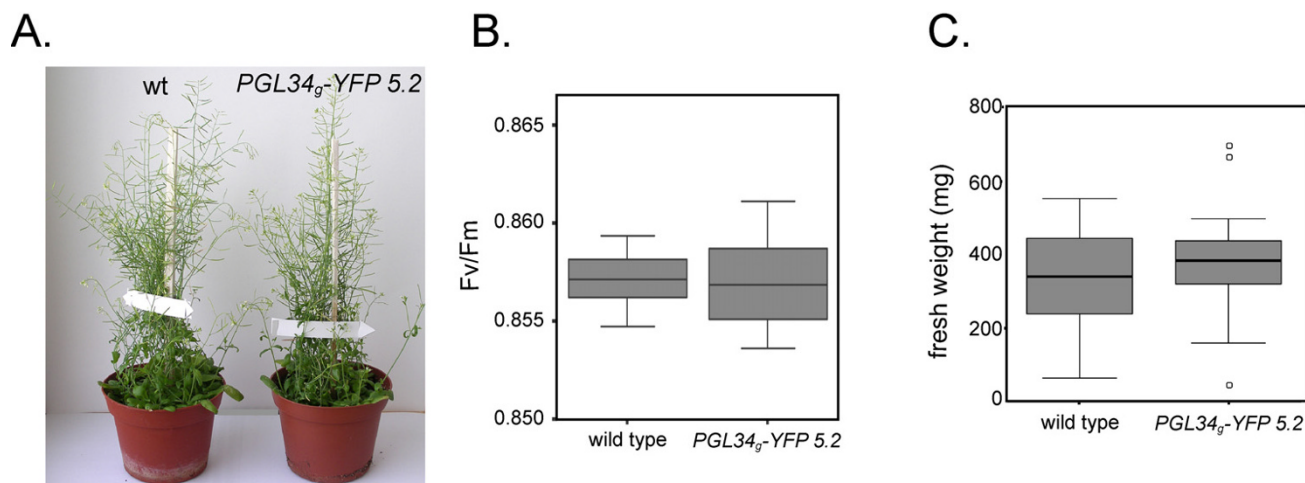 A.
wt PGL34g-YFP 5.2
B.
Fv/Fm
0.865
0.860
0.855
0.850
wild type PGL34g-YFP 5.2
C.
fresh weight (mg)
800
600
400
200
0
wild type PGL34g-YFP 5.2